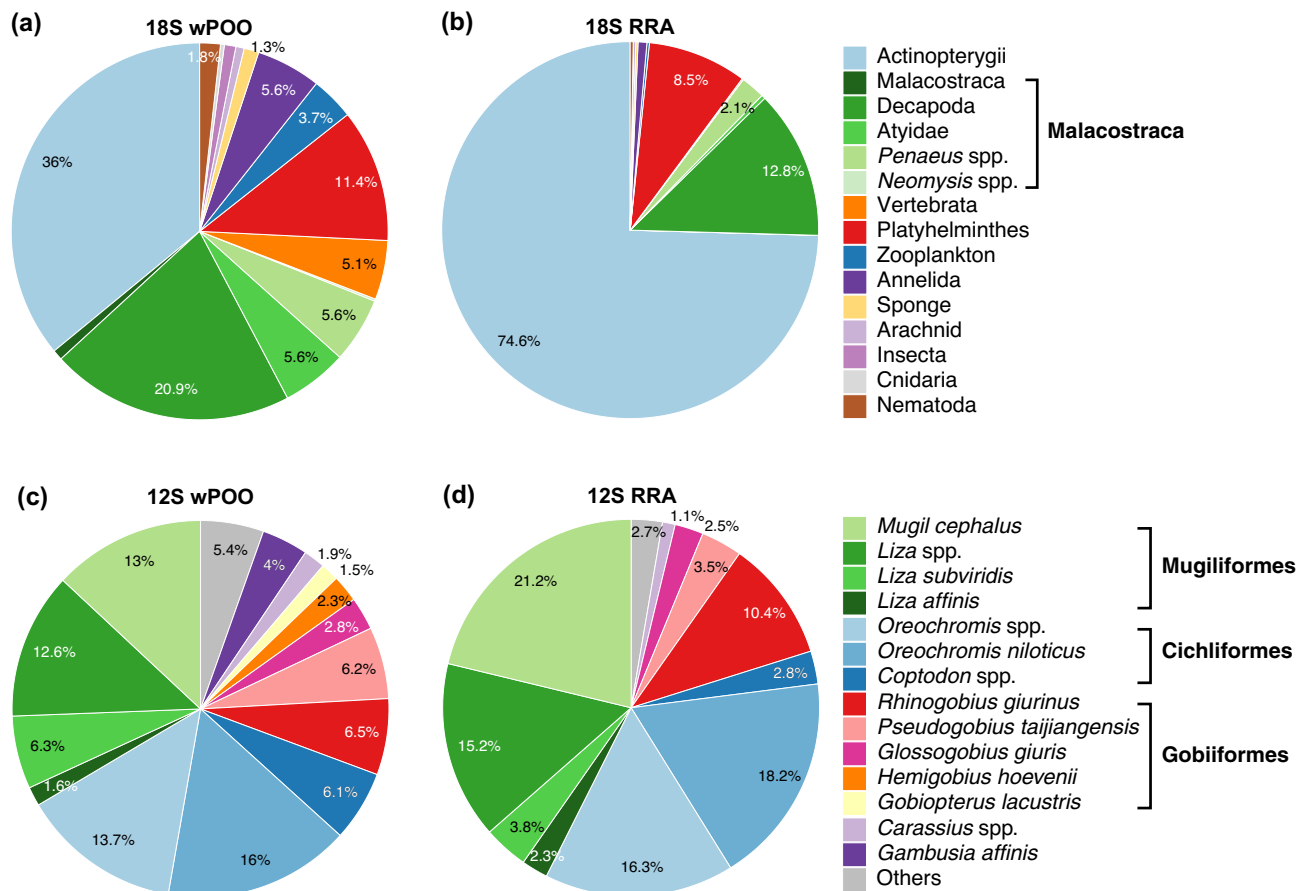 (a)
18S wPOO
1.8%
1.3%
5.6%
3.7%
11.4%
5.1%
5.6%
5.6%
20.9%
36%
(b)
18S RRA
8.5%
2.1%
12.8%
74.6%
Actinopterygii
Malacostraca
Decapoda
Atyidae
Penaeus spp.
Neomysis spp.
Malacostraca
Vertebrata
Platyhelminthes
Zooplankton
Annelida
Sponge
Arachnid
Insecta
Cnidaria
Nematoda
(c)
12S wPOO
5.4%
4%
1.9%
1.5%
2.3%
2.8%
6.2%
6.5%
6.1%
16%
13.7%
1.6%
6.3%
12.6%
13%
(d)
12S RRA
2.7%
1.1%
2.5%
3.5%
10.4%
2.8%
18.2%
16.3%
2.3%
3.8%
15.2%
21.2%
Mugil cephalus
Liza spp.
Liza subviridis
Liza affinis
Mugiliformes
Oreochromis spp.
Oreochromis niloticus
Coptodon spp.
Cichliformes
Rhinogobius giurinus
Pseudogobius taijiangensis
Glossogobius giuris
Hemigobius hoevenii
Gobiopterus lacustris
Gobiiformes
Carassius spp.
Gambusia affinis
Others